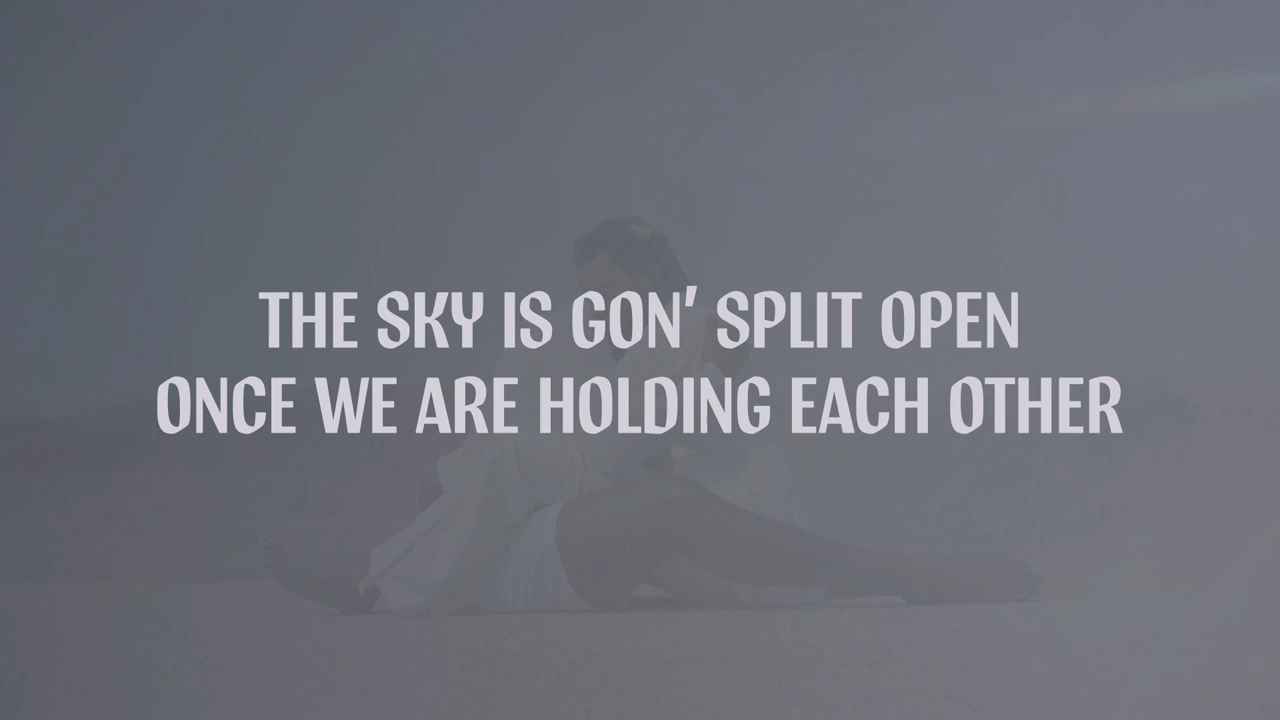 THE SKY IS GON' SPLIT OPEN
ONCE WE ARE HOLDING EACH OTHER